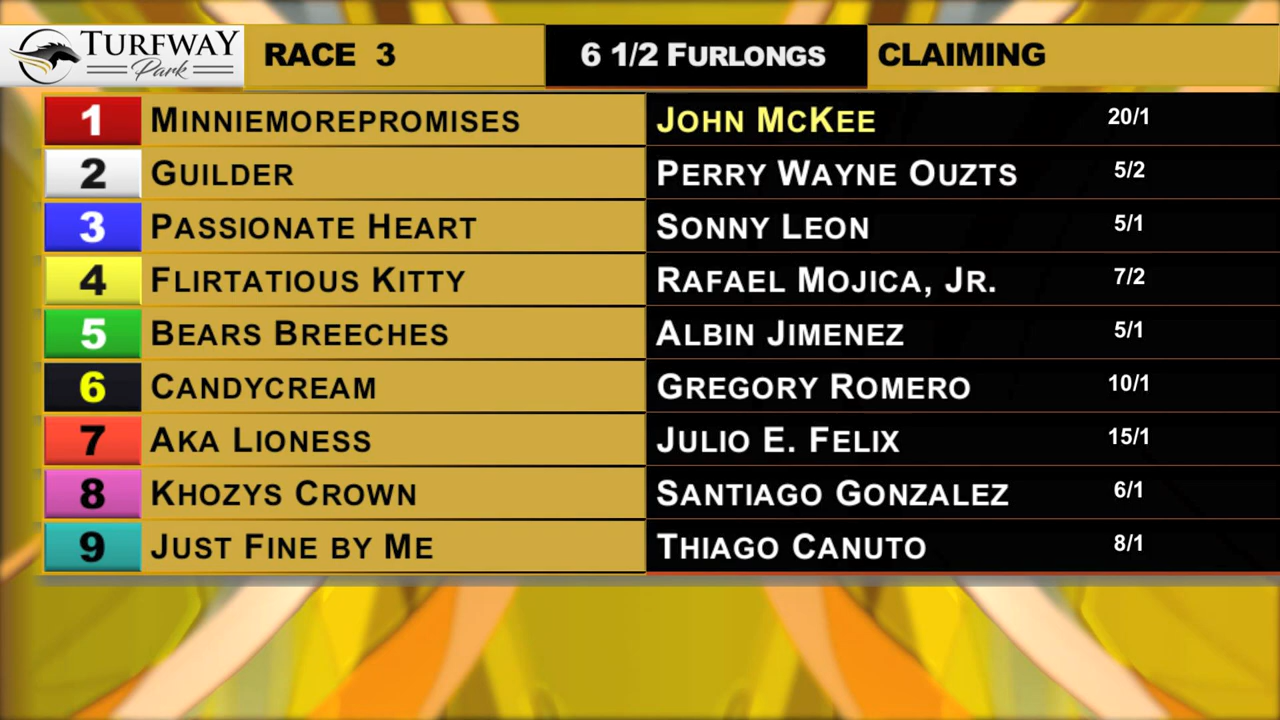 TURFWAY Park RACE 3 6 1/2 FURLONGS CLAIMING
1 MINNIEMOREPROMISES JOHN MCKEE 20/1
2 GUILDER PERRY WAYNE OUZTS 5/2
3 PASSIONATE HEART SONNY LEON 5/1
4 FLIRTATIOUS KITTY RAFAEL MOJICA, JR. 7/2
5 BEARS BREECHES ALBIN JIMENEZ 5/1
6 CANDYCREAM GREGORY ROMERO 10/1
7 AKA LIONESS JULIO E. FELIX 15/1
8 KHOZYS CROWN SANTIAGO GONZALEZ 6/1
9 JUST FINE BY ME THIAGO CANUTO 8/1